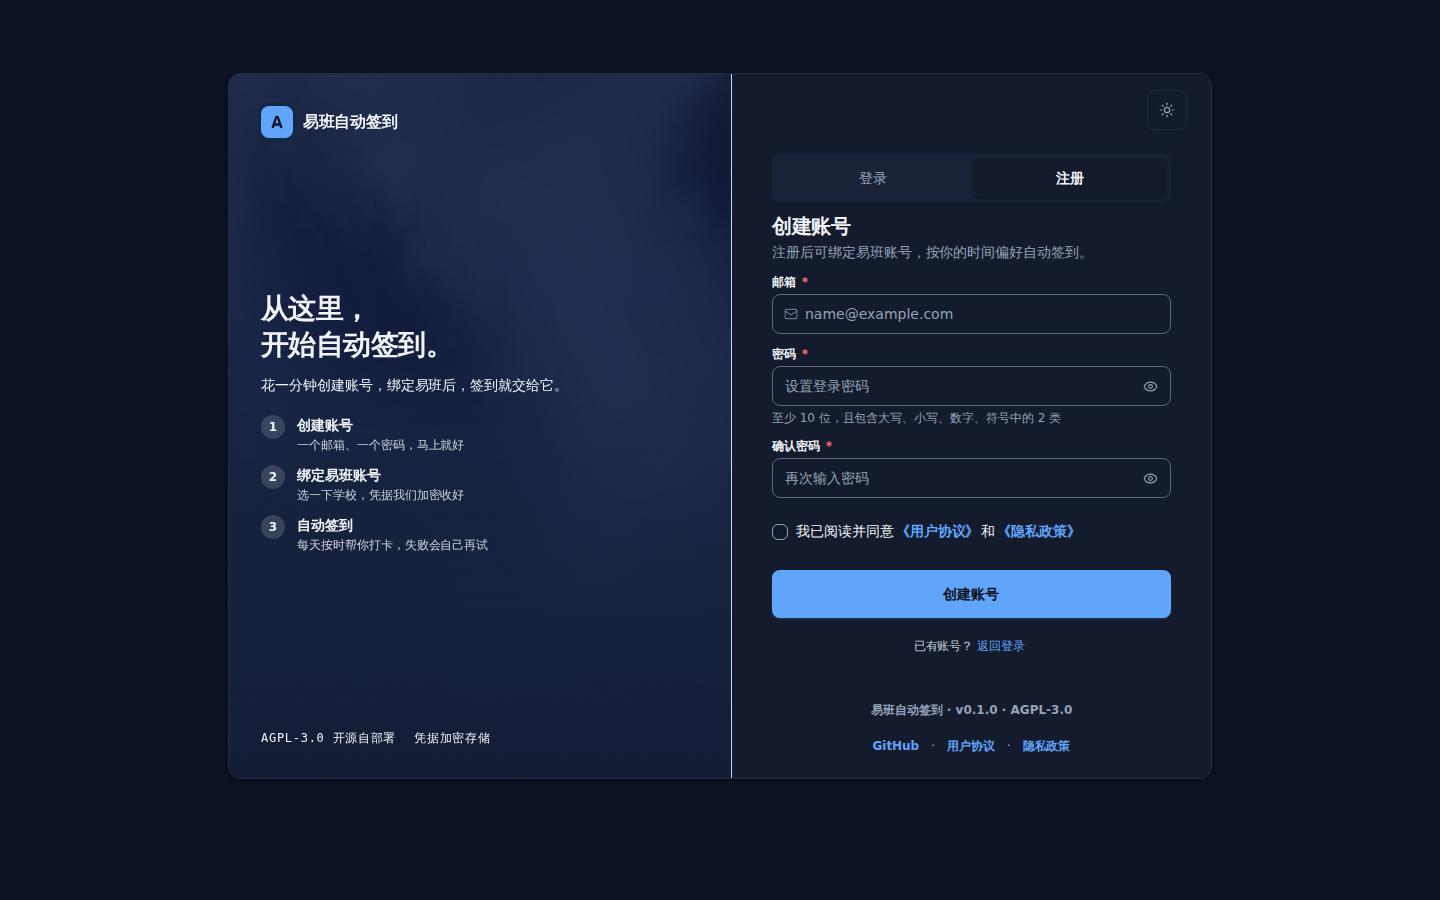 A 易班自动签到
从这里，
开始自动签到。
花一分钟创建账号，绑定易班后，签到就交给它。
1 创建账号
一个邮箱、一个密码，马上就好
2 绑定易班账号
选一下学校，凭据我们加密收好
3 自动签到
每天按时帮你打卡，失败会自己再试
AGPL-3.0 开源自部署 凭据加密存储
登录 注册
创建账号
注册后可绑定易班账号，按你的时间偏好自动签到。
邮箱 *
name@example.com
密码 *
设置登录密码
至少 10 位，且包含大写、小写、数字、符号中的 2 类
确认密码 *
再次输入密码
我已阅读并同意《用户协议》和《隐私政策》
创建账号
已有账号？ 返回登录
易班自动签到 · v0.1.0 · AGPL-3.0
GitHub · 用户协议 · 隐私政策